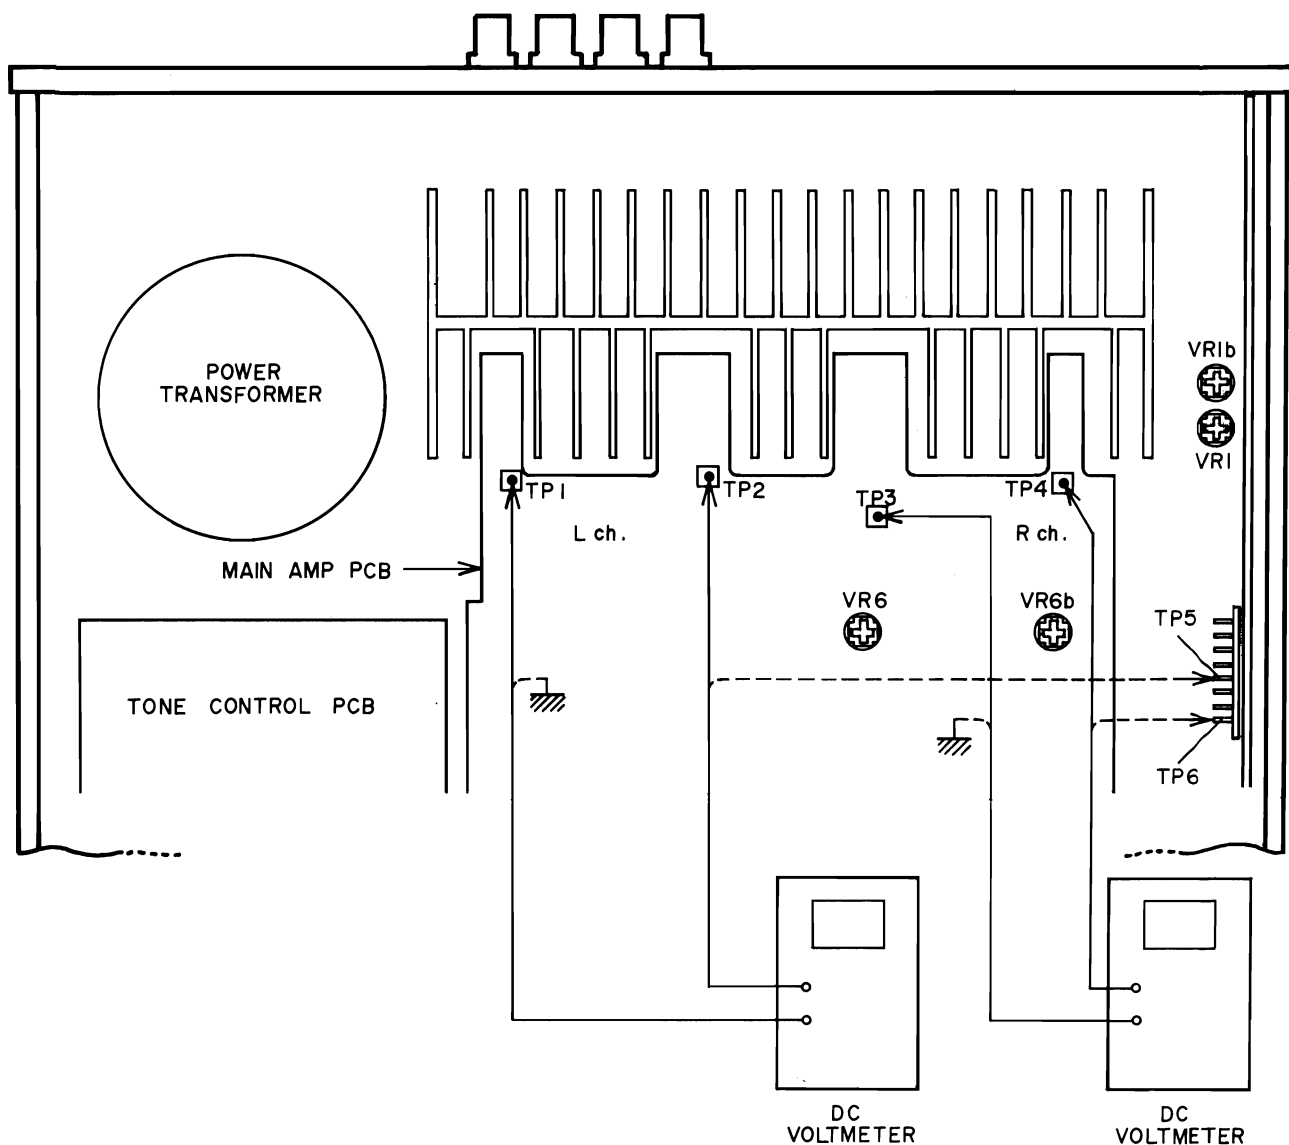 POWER
TRANSFORMER
VR1b
VR1
TP1
TP2
TP3
TP4
L ch.
R ch.
MAIN AMP PCB
VR6
VR6b
TP5
TONE CONTROL PCB
TP6
DC
VOLTMETER
DC
VOLTMETER